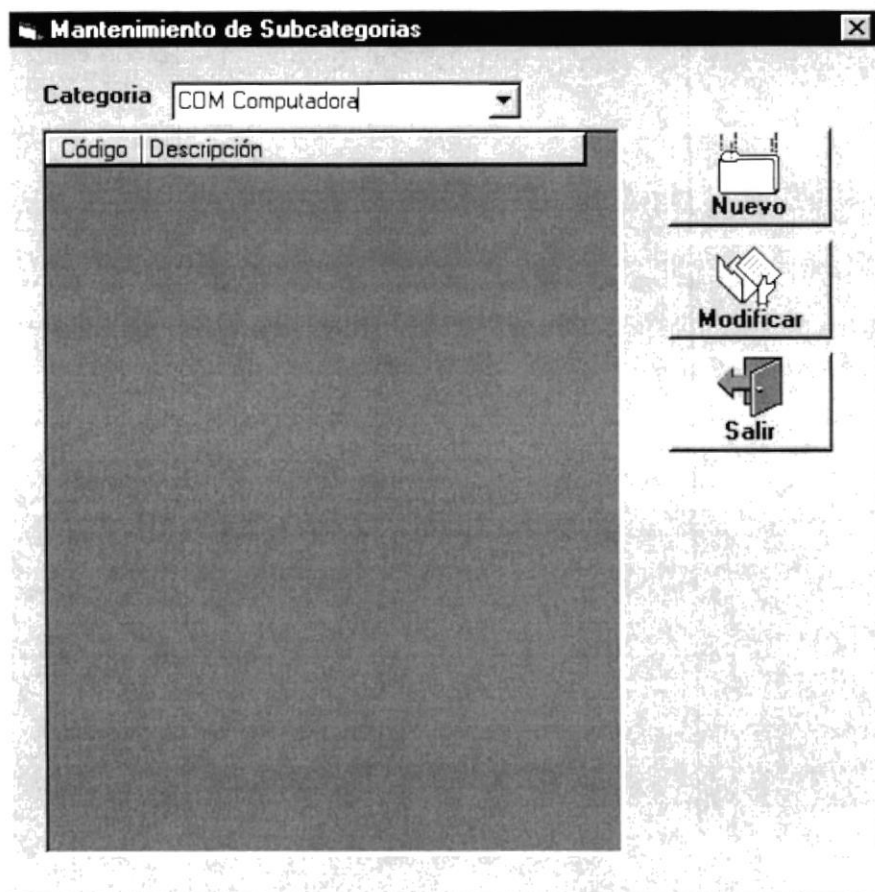 Mantenimiento de Subcategorias
Categoria COM Computadora
Código Descripción
Nuevo
Modificar
Salir